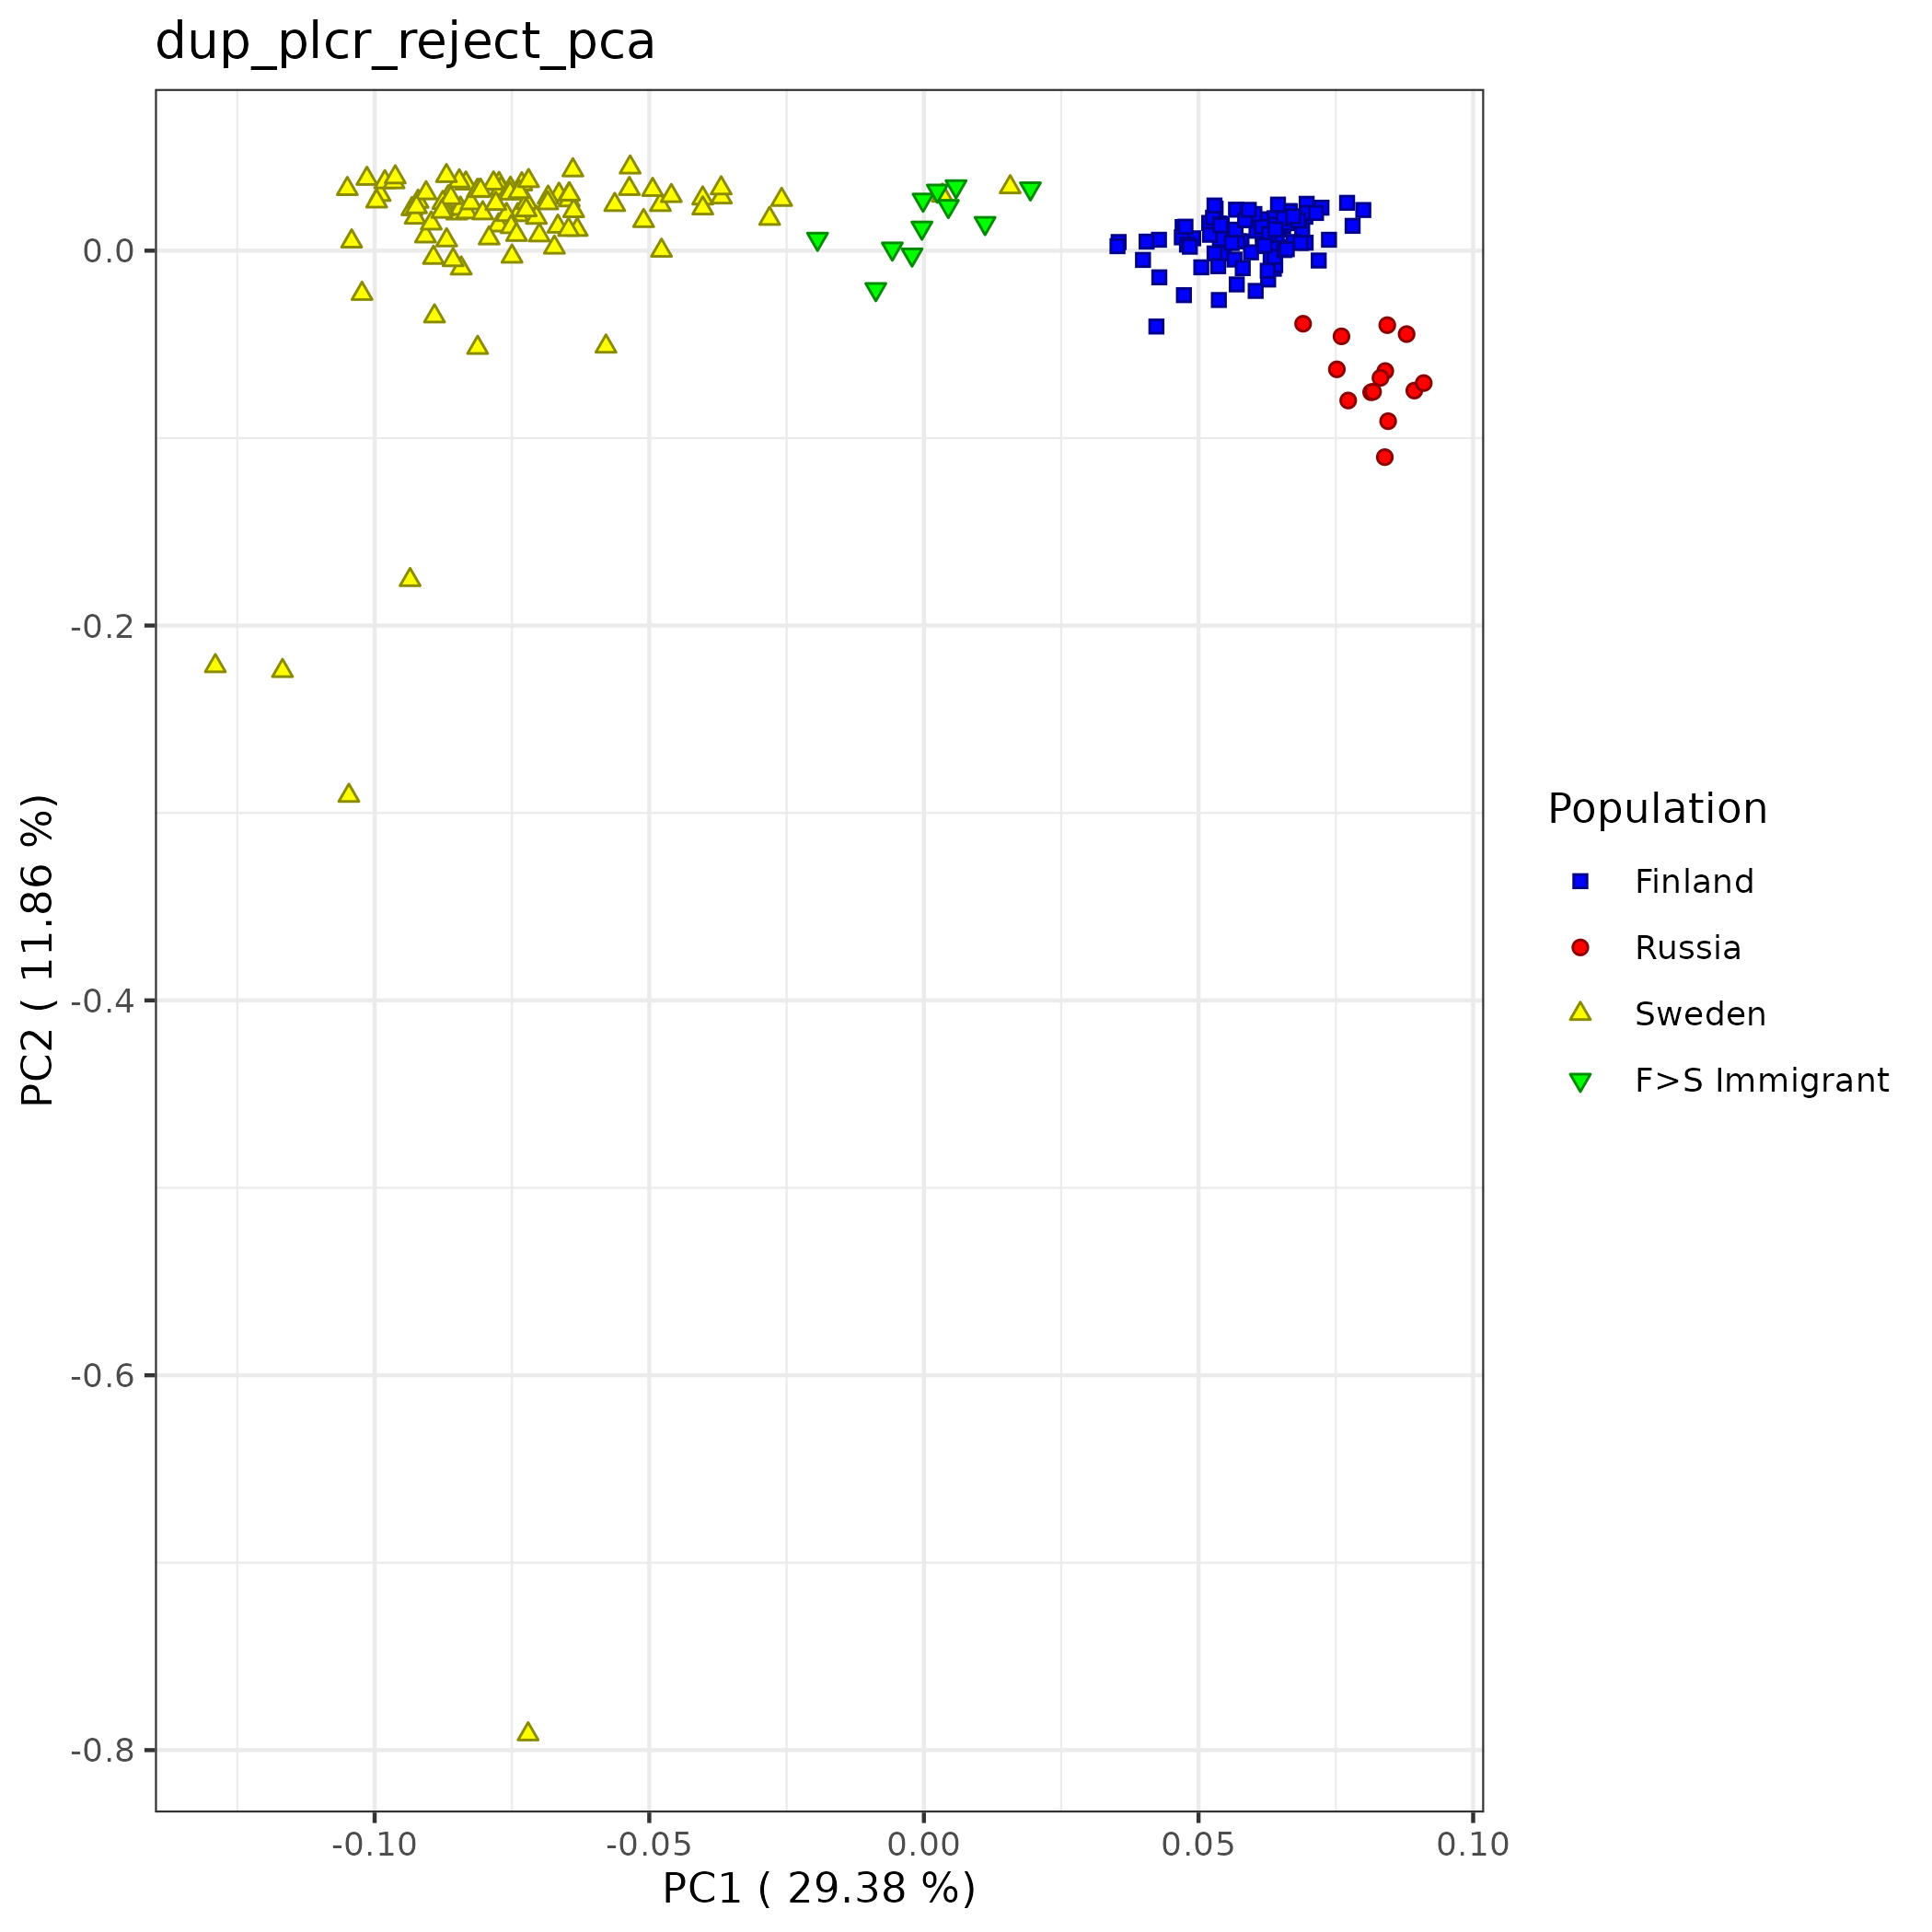 dup_plcr_reject_pca
0.0
-0.2
-0.4
-0.6
-0.8
PC2 ( 11.86 %)
-0.10
-0.05
0.00
0.05
0.10
PC1 ( 29.38 %)
Population
Finland
Russia
Sweden
F>S Immigrant